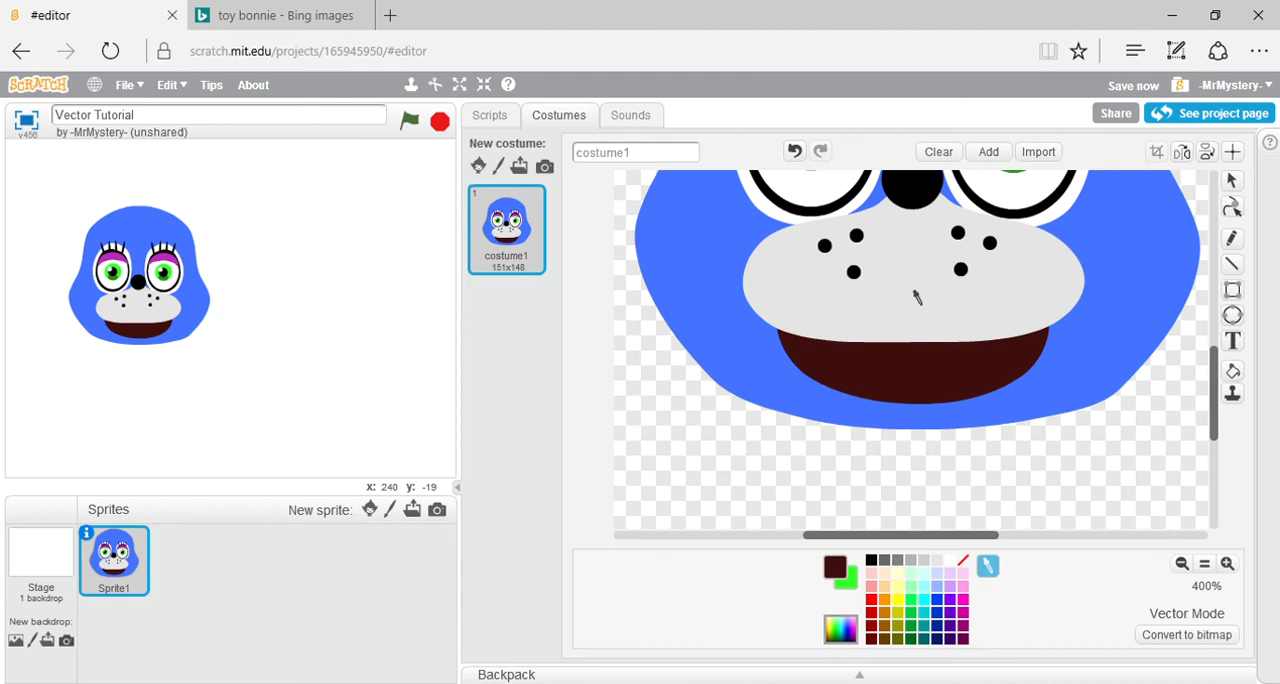 #editor
toy bonnie - Bing images
scratch.mit.edu/projects/165945950/#editor
SCRATCH
File
Edit
Tips
About
Save now
-MrMystery-
v456
Vector Tutorial
by -MrMystery- (unshared)
Scripts
Costumes
Sounds
Share
See project page
New costume:
costume1
Clear
Add
Import
1
costume1
151x148
T
x: 240 y: -19
Sprites
New sprite:
Stage
1 backdrop
New backdrop:
Sprite1
400%
Vector Mode
Convert to bitmap
Backpack